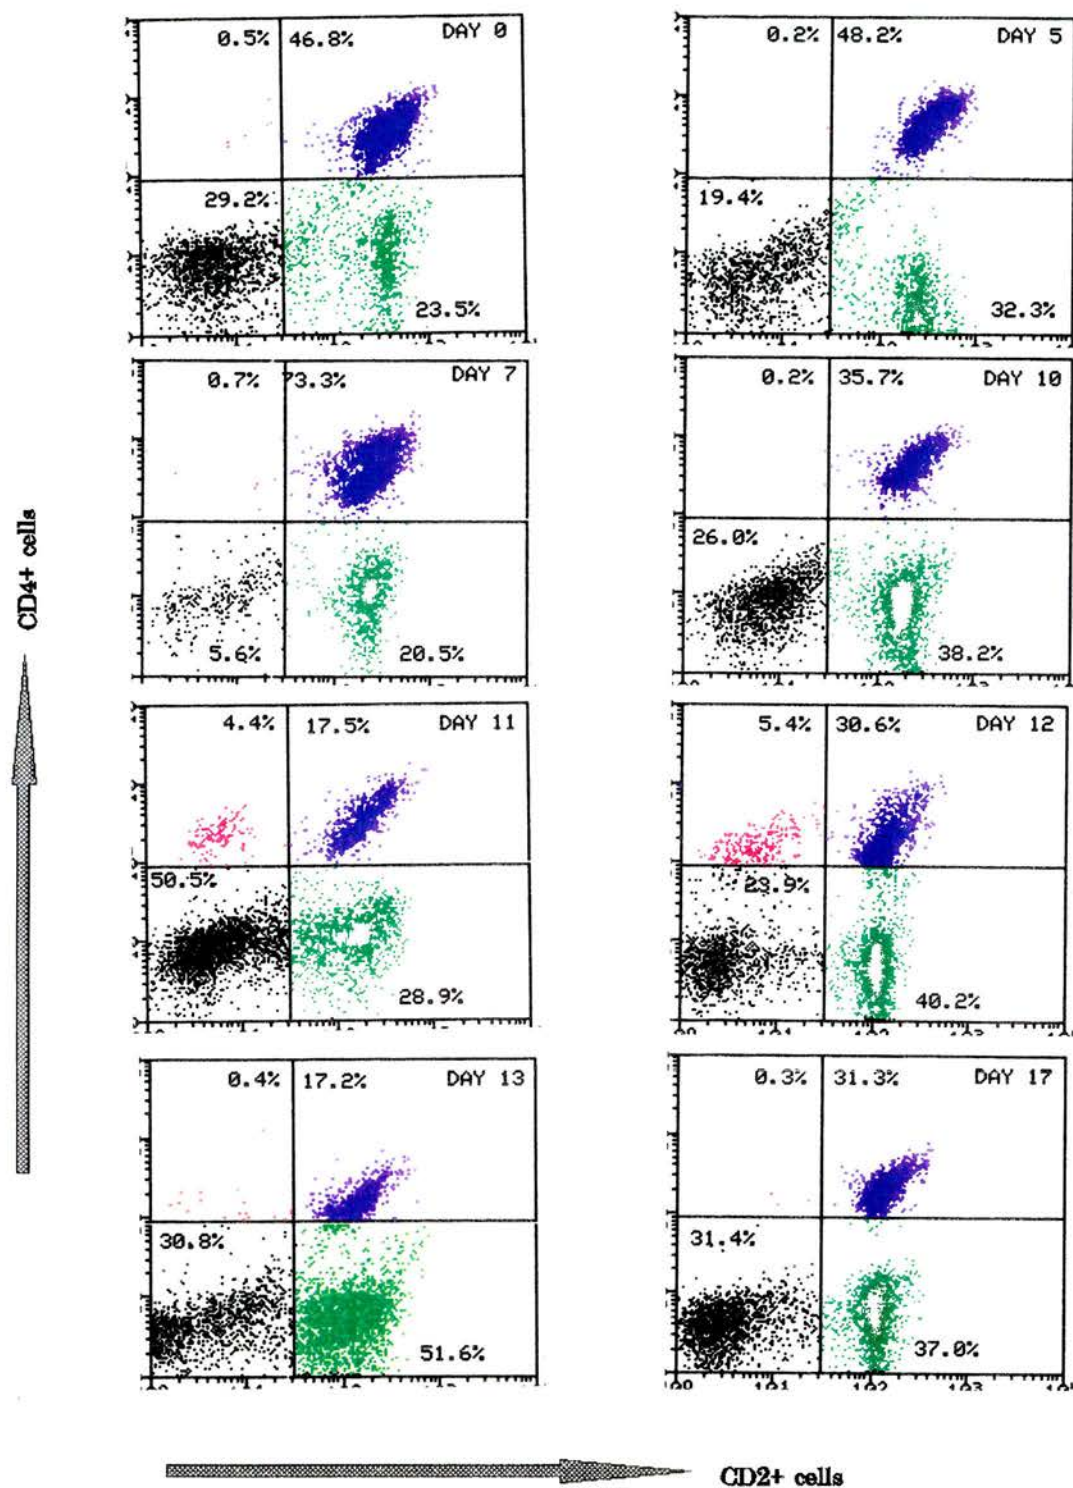 0.5% 46.8% DAY 0
29.2%
23.5%
0.2% 48.2% DAY 5
19.4%
32.3%
0.7% 73.3% DAY 7
5.6% 20.5%
0.2% 35.7% DAY 10
26.0%
38.2%
4.4% 17.5% DAY 11
50.5%
28.9%
5.4% 30.6% DAY 12
23.9%
40.2%
0.4% 17.2% DAY 13
30.8%
51.6%
0.3% 31.3% DAY 17
31.4%
37.0%
CD4+ cells
CD2+ cells